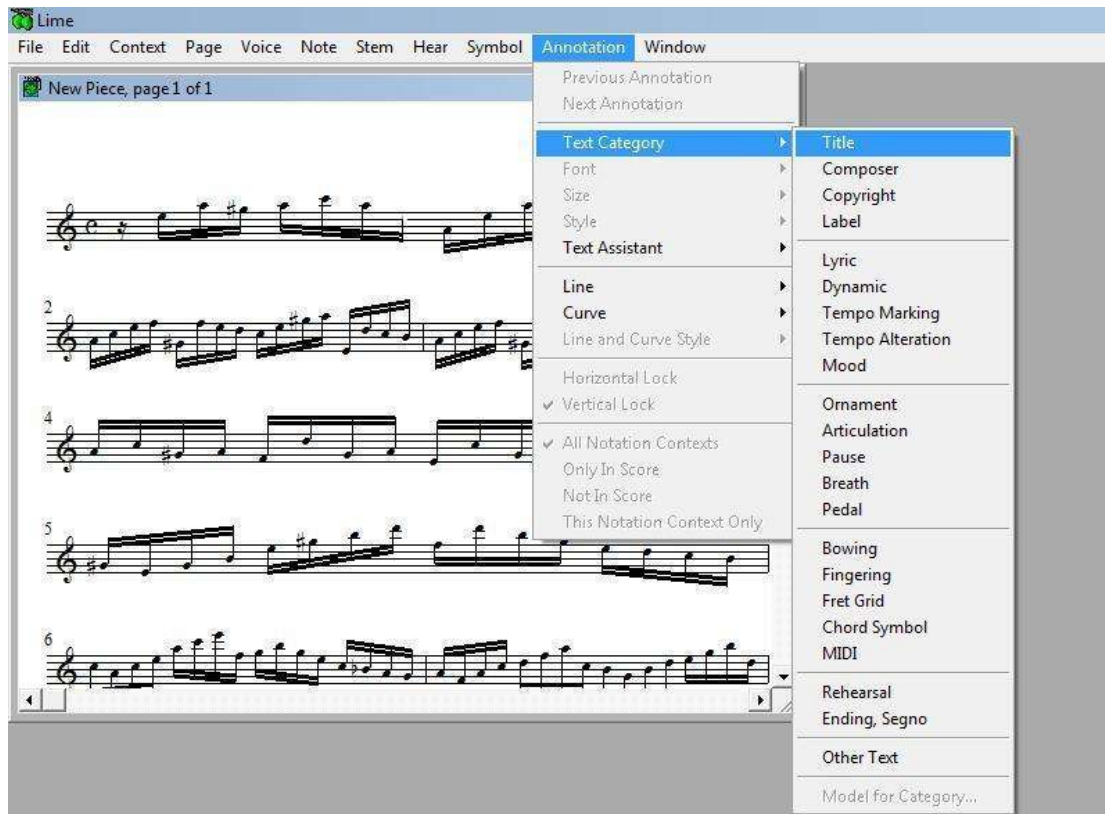 Lime
File Edit Context Page Voice Note Stem Hear Symbol Annotation Window
New Piece, page 1 of 1
2
4
5
6
Previous Annotation
Next Annotation
Text Category
Font
Size
Style
Text Assistant
Line
Curve
Line and Curve Style
Horizontal Lock
Vertical Lock
All Notation Contexts
Only In Score
Not In Score
This Notation Context Only
Title
Composer
Copyright
Label
Lyric
Dynamic
Tempo Marking
Tempo Alteration
Mood
Ornament
Articulation
Pause
Breath
Pedal
Bowing
Fingering
Fret Grid
Chord Symbol
MIDI
Rehearsal
Ending, Segno
Other Text
Model for Category...